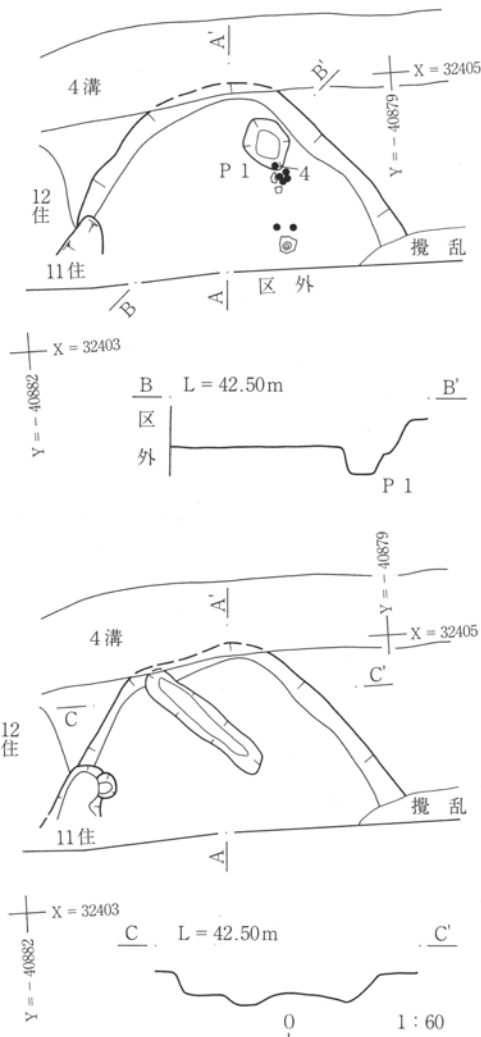 A'
B'
X = 32405
Y = -40879
4溝
P 1
4
12
住
11住
攪 乱
B
A
区 外
X = 32403
Y = -40882
B L = 42.50m B'
区
外
P 1
Y = -40879
A'
4溝
X = 32405
C'
C
12
住
攪 乱
11住
A
X = 32403
Y = -40882
C L = 42.50m C'
0 1:60